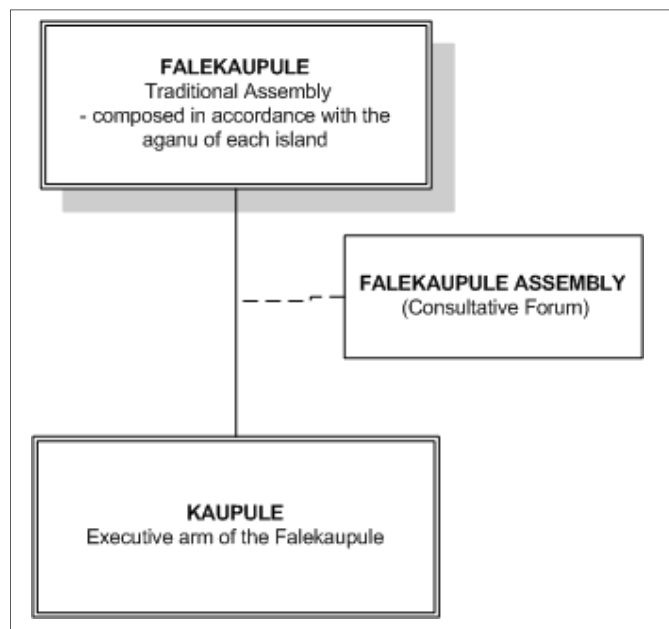 FALEKAUPULE
Traditional Assembly
- composed in accordance with the
aganu of each island
FALEKAUPULE ASSEMBLY
(Consultative Forum)
KAUPULE
Executive arm of the Falekaupule